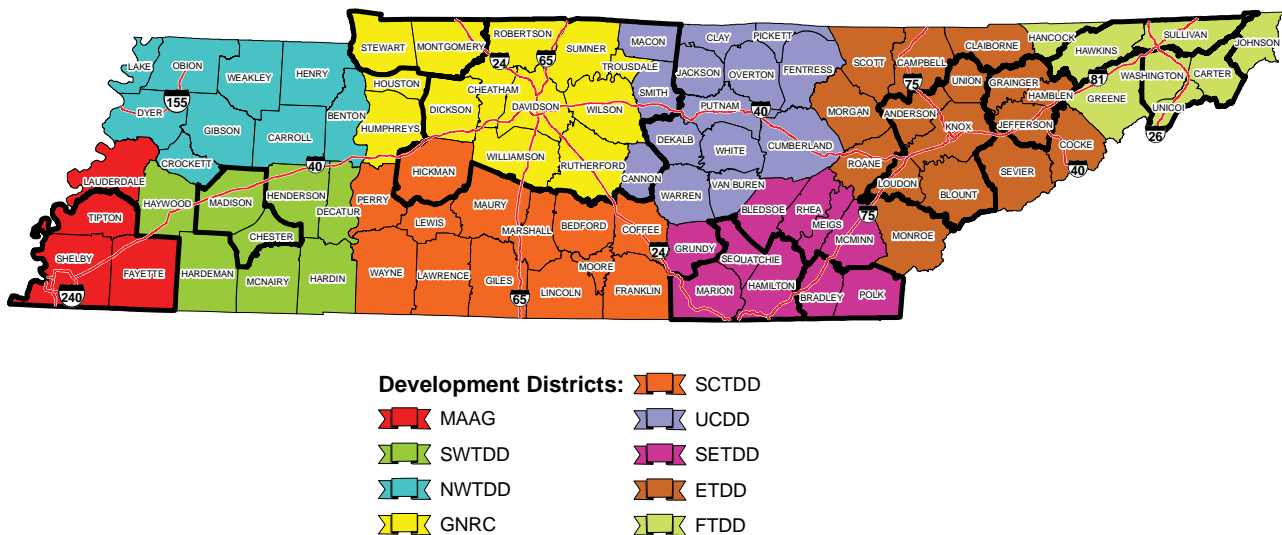 STEWART
MONTGOMERY
ROBERTSON
SUMNER
MACON
CLAY
PICKETT
CLAIBORNE
HANCOCK
HAWKINS
SULLIVAN
JOHNSON
LAKE
OBION
WEAKLEY
HENRY
HOUSTON
24
65
TROUSDALE
JACKSON
OVERTON
FENTRESS
SCOTT
CAMPBELL
75
UNION
GRAINGER
81
WASHINGTON
CARTER
155
DYER
GIBSON
CARROLL
BENTON
HUMPHREYS
DICKSON
CHEATHAM
DAVIDSON
WILSON
SMITH
PUTNAM
40
MORGAN
ANDERSON
KNOX
HAMBLEN
JEFFERSON
GREENE
UNICOI
26
CROCKETT
40
WILLIAMSON
RUTHERFORD
CANNON
DEKALB
WHITE
CUMBERLAND
ROANE
LOUDON
BLOUNT
SEVIER
COCKE
40
LAUDERDALE
HAYWOOD
MADISON
HENDERSON
DECATUR
PERRY
HICKMAN
MAURY
WARREN
VAN BUREN
BLEDSOE
RHEA
MEIGS
75
MCMINN
MONROE
TIPTON
CHESTER
LEWIS
MARSHALL
BEDFORD
COFFEE
24
GRUNDY
SEQUATCHIE
SHELBY
FAYETTE
HARDEMAN
MCNAIRY
HARDIN
WAYNE
LAWRENCE
GILES
MOORE
LINCOLN
FRANKLIN
MARION
HAMILTON
BRADLEY
POLK
240
65
Development Districts:
MAAG
SWTDD
NWTDD
GNRC
SCTDD
UCDD
SETDD
ETDD
FTDD